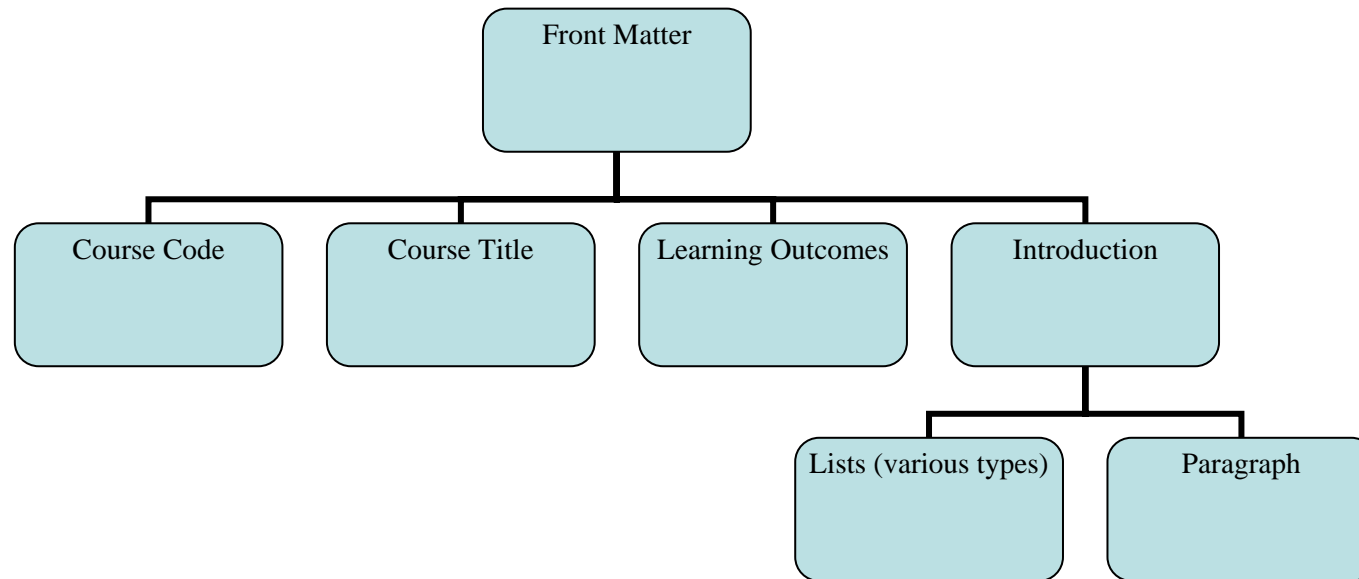 Front Matter
Course Code
Course Title
Learning Outcomes
Introduction
Lists (various types)
Paragraph